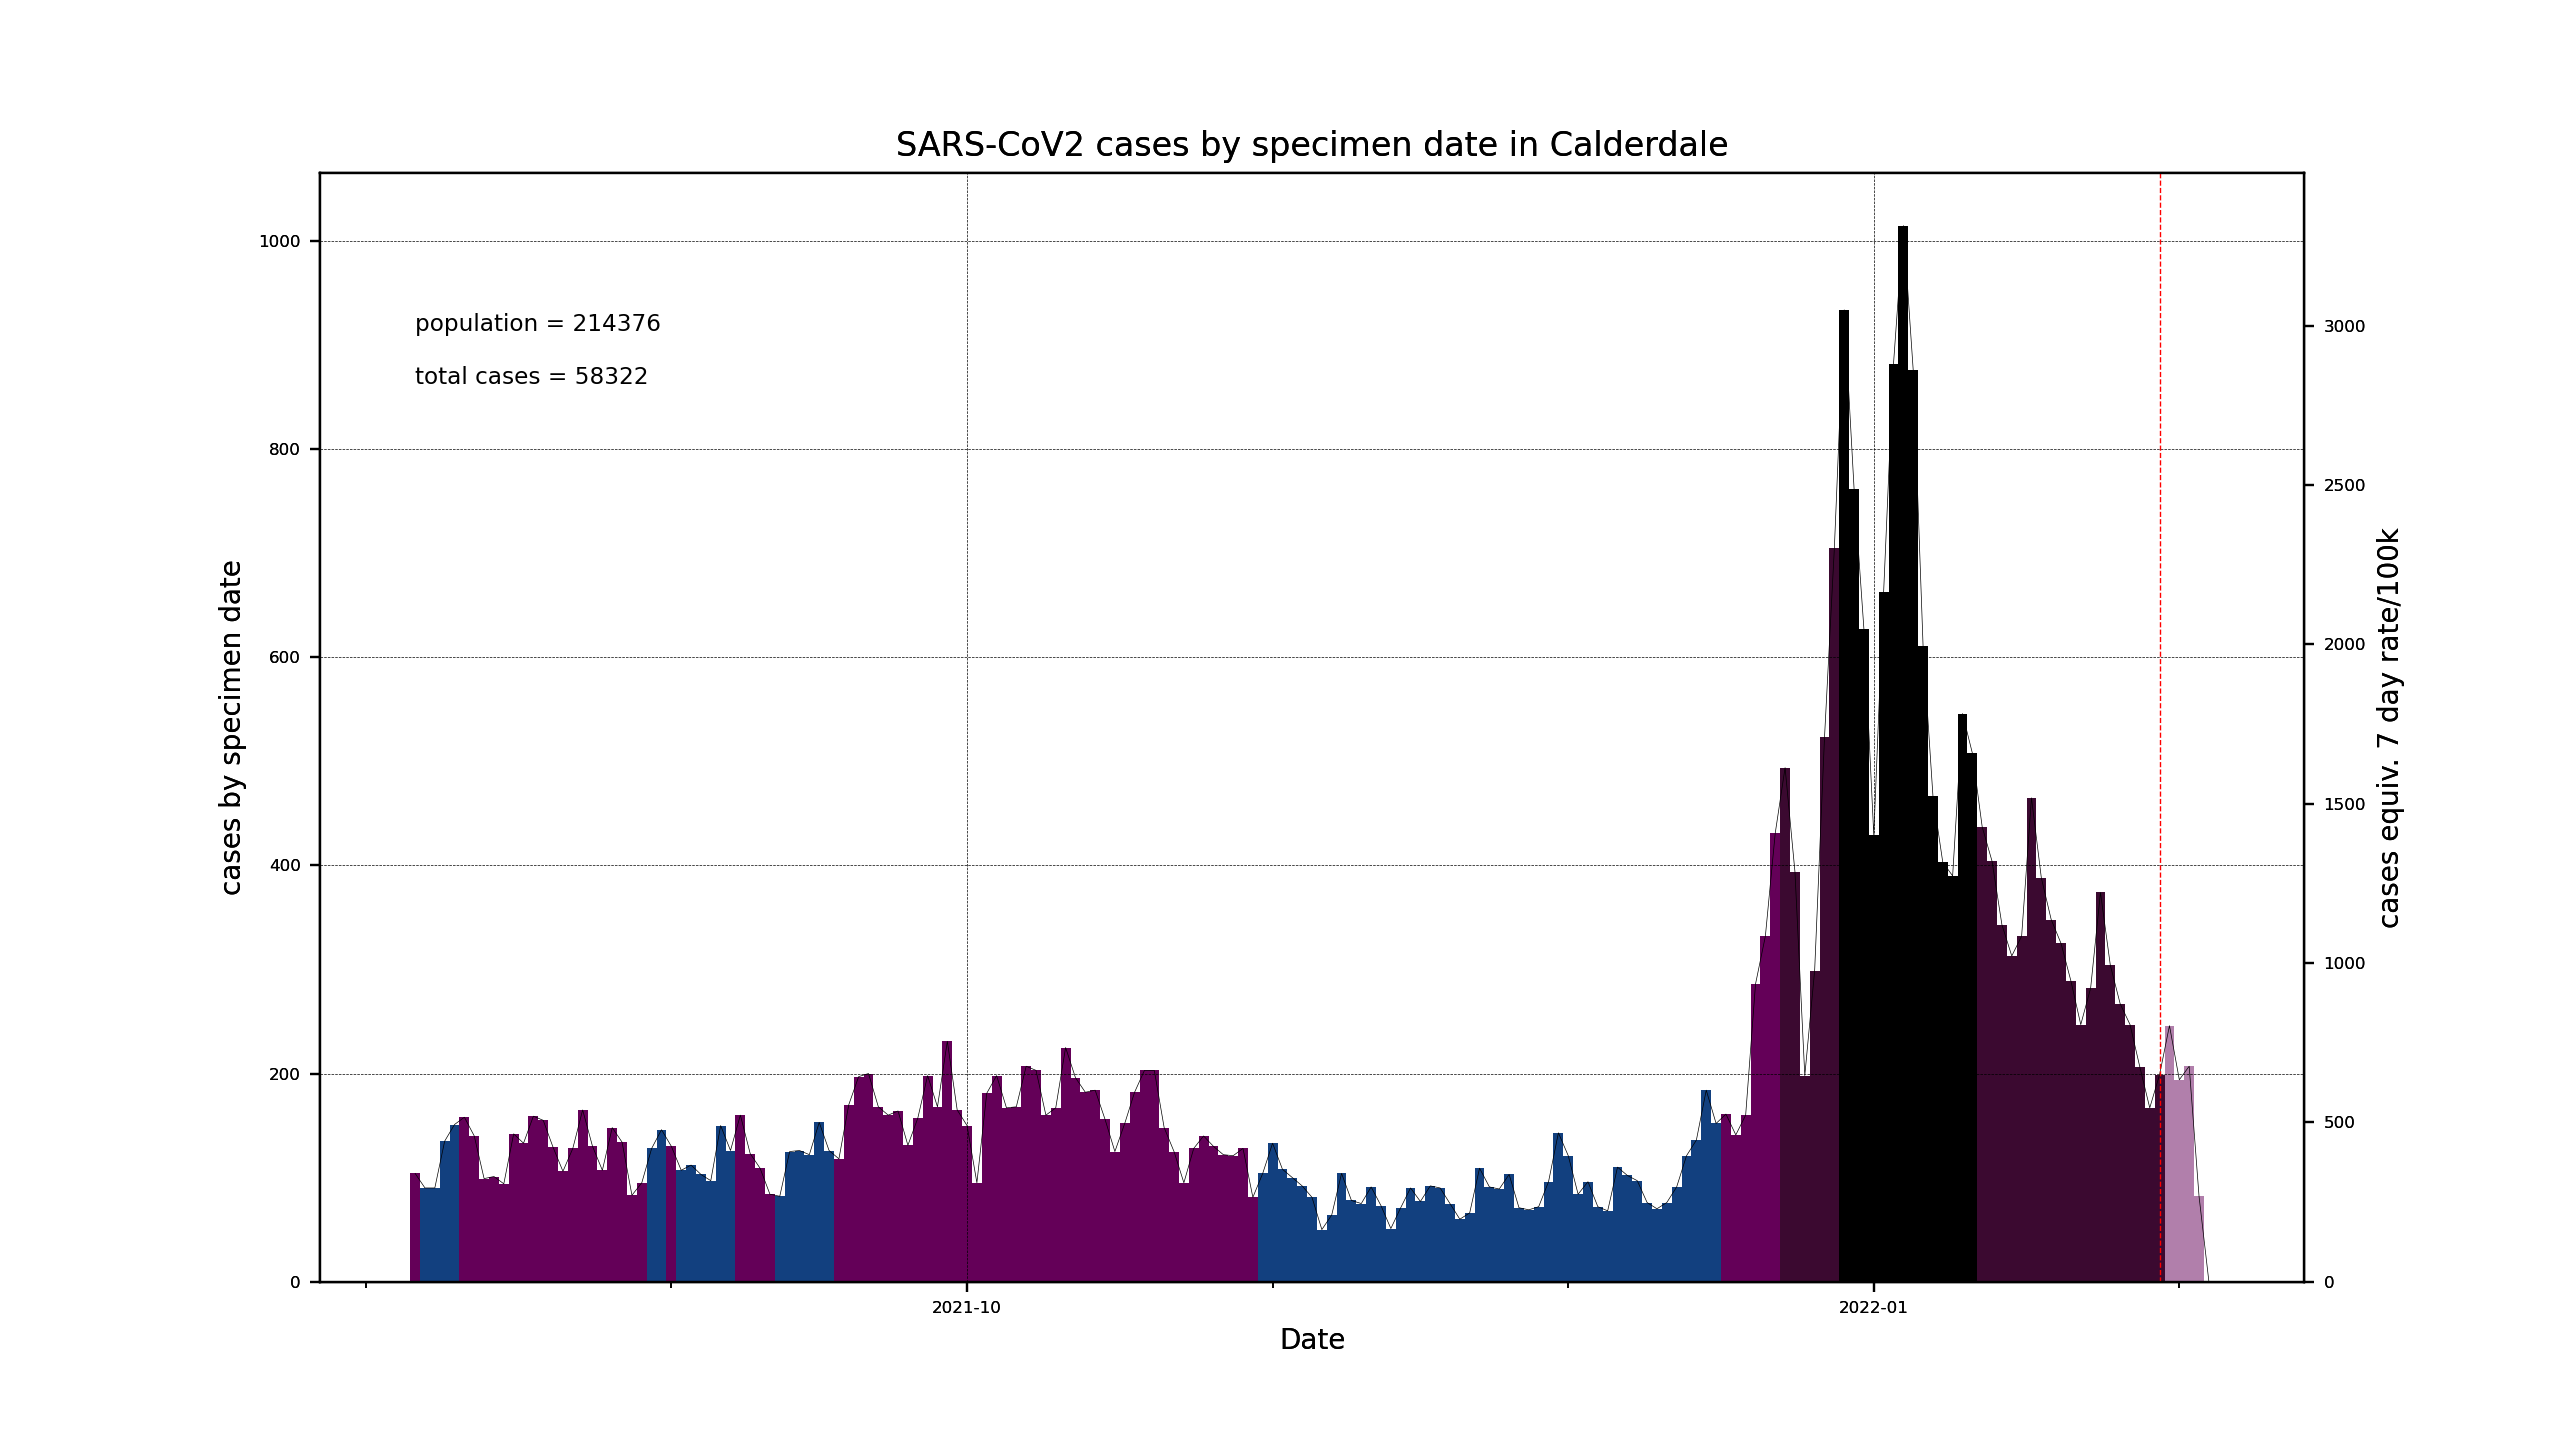 SARS-CoV2 cases by specimen date in Calderdale
population = 214376
total cases = 58322
cases by specimen date
1000
800
600
400
200
0
3000
2500
2000
1500
1000
500
0
cases equiv. 7 day rate/100k
2021-10
2022-01
Date